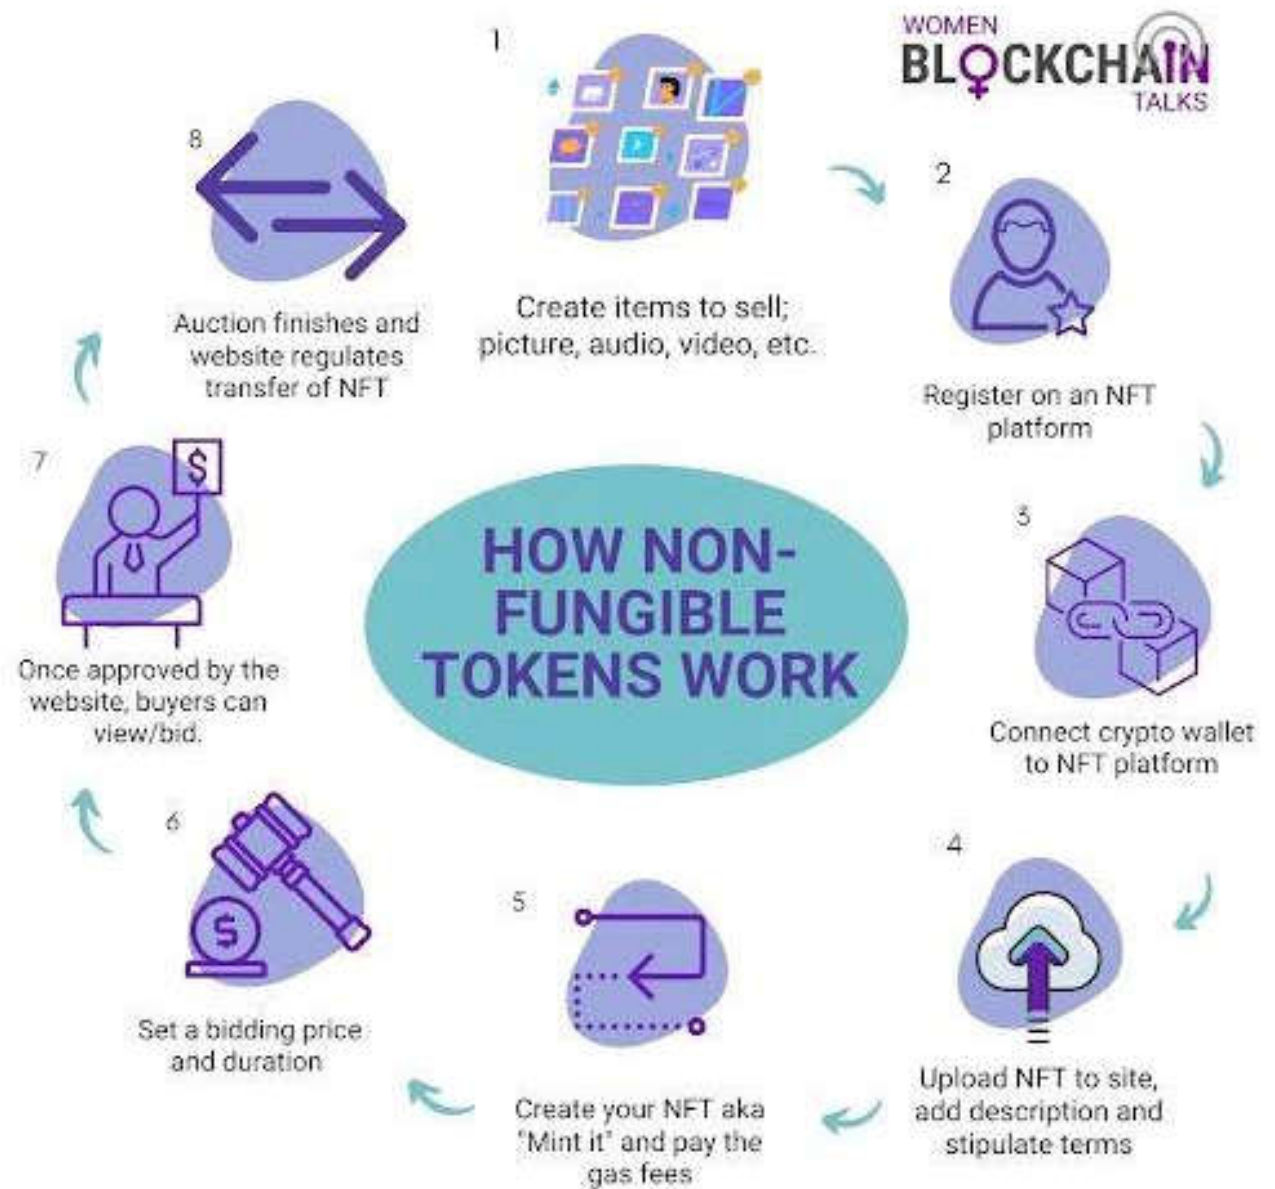 WOMEN
BLOCKCHAIN
TALKS
1
Create items to sell;
picture, audio, video, etc.
2
Register on an NFT
platform
3
Connect crypto wallet
to NFT platform
4
Upload NFT to site,
add description and
stipulate terms
5
Create your NFT aka
"Mint it" and pay the
gas fees
6
$
Set a bidding price
and duration
7
$
Once approved by the
website, buyers can
view/bid.
8
Auction finishes and
website regulates
transfer of NFT
HOW NON-
FUNGIBLE
TOKENS WORK